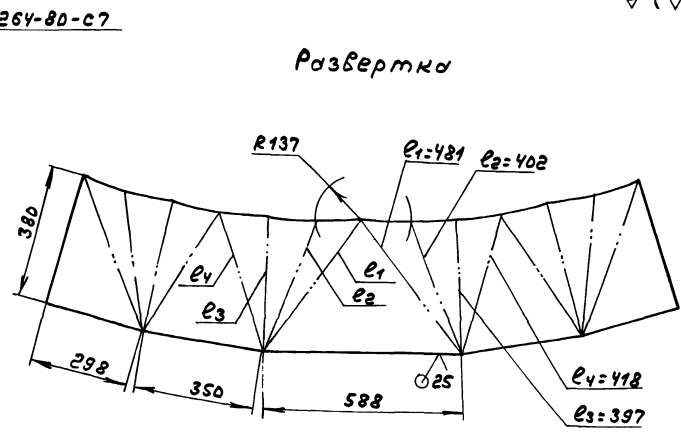 264-80-С7
Развертка
R137
ℓ1=481
ℓ2=402
380
ℓ4
ℓ3
ℓ2
ℓ1
298
350
588
25
ℓ4=418
ℓ3=397